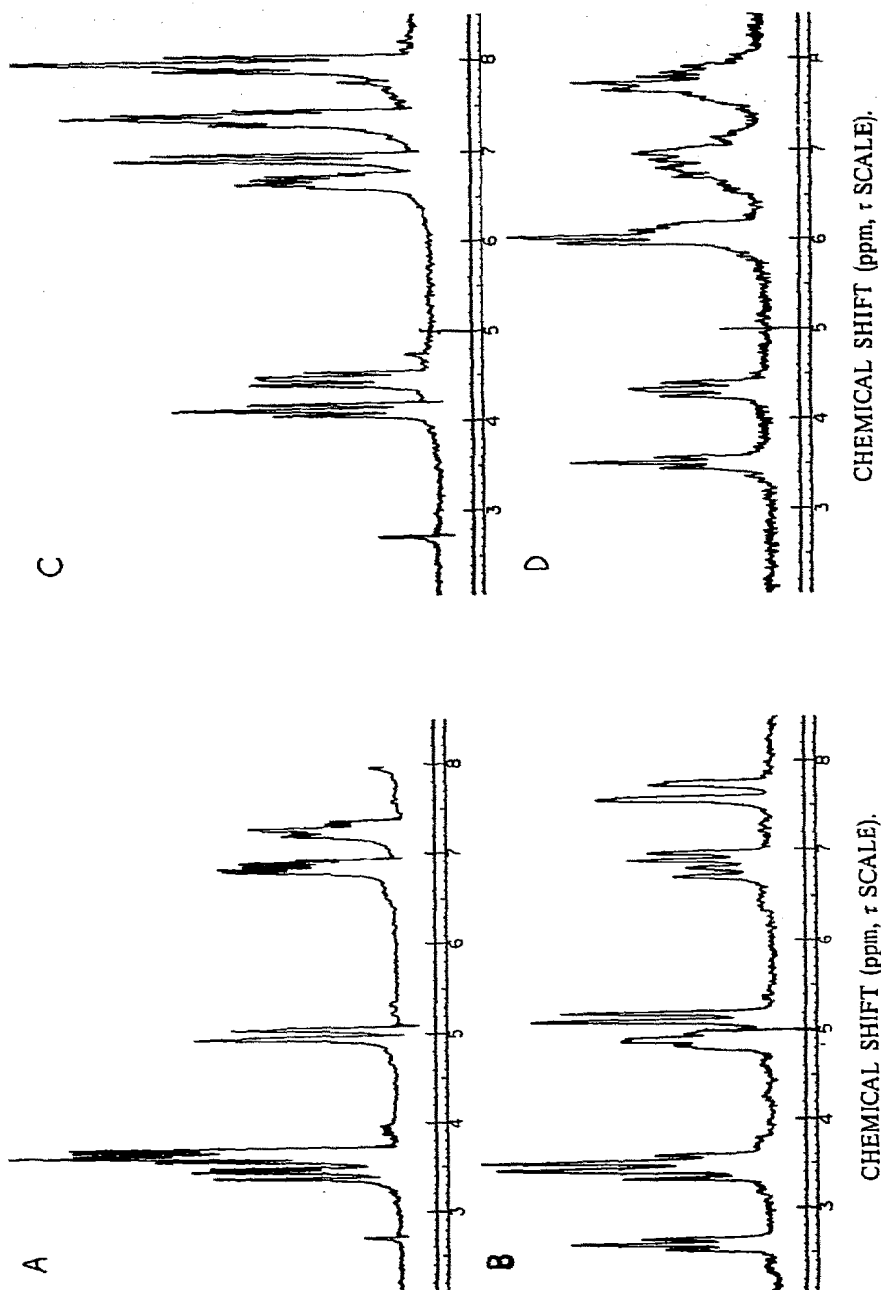 A
3 4 5 6 7 8
B
3 4 5 6 7 8
CHEMICAL SHIFT (ppm, τ SCALE).
C
3 4 5 6 7 8
D
3 4 5 6 7
CHEMICAL SHIFT (ppm, τ SCALE).